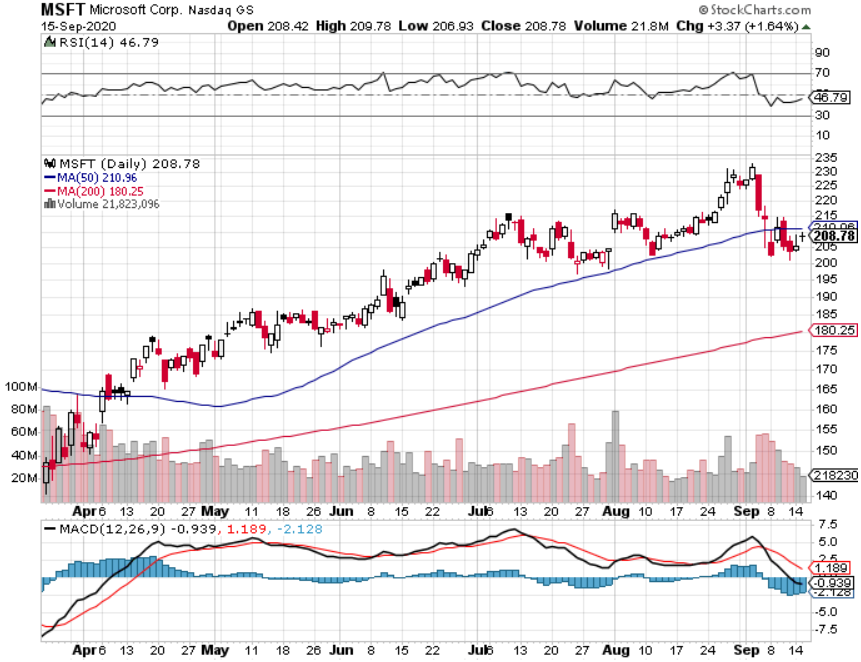 MSFT Microsoft Corp. Nasdaq GS © StockCharts.com
15-Sep-2020 Open 208.42 High 209.78 Low 206.93 Close 208.78 Volume 21.8M Chg +3.37 (+1.64%)
RSI(14) 46.79
90
70
46.79
30
10
MSFT (Daily) 208.78
MA(50) 210.96
MA(200) 180.25
Volume 21,823,096
235
230
225
220
215
210.96
208.78
205
200
195
190
185
180.25
175
170
165
160
155
150
218230
140
100M
80M
60M
40M
20M
Apr 13 20 27 May 11 18 26 Jun 8 15 22 Jul 6 13 20 27 Aug 10 17 24 Sep 8 14
MACD(12,26,9) -0.939, 1.189, -2.128
7.5
5.0
2.5
1.189
-0.939
-2.128
-5.0
-7.5
Apr 13 20 27 May 11 18 26 Jun 8 15 22 Jul 6 13 20 27 Aug 10 17 24 Sep 8 14